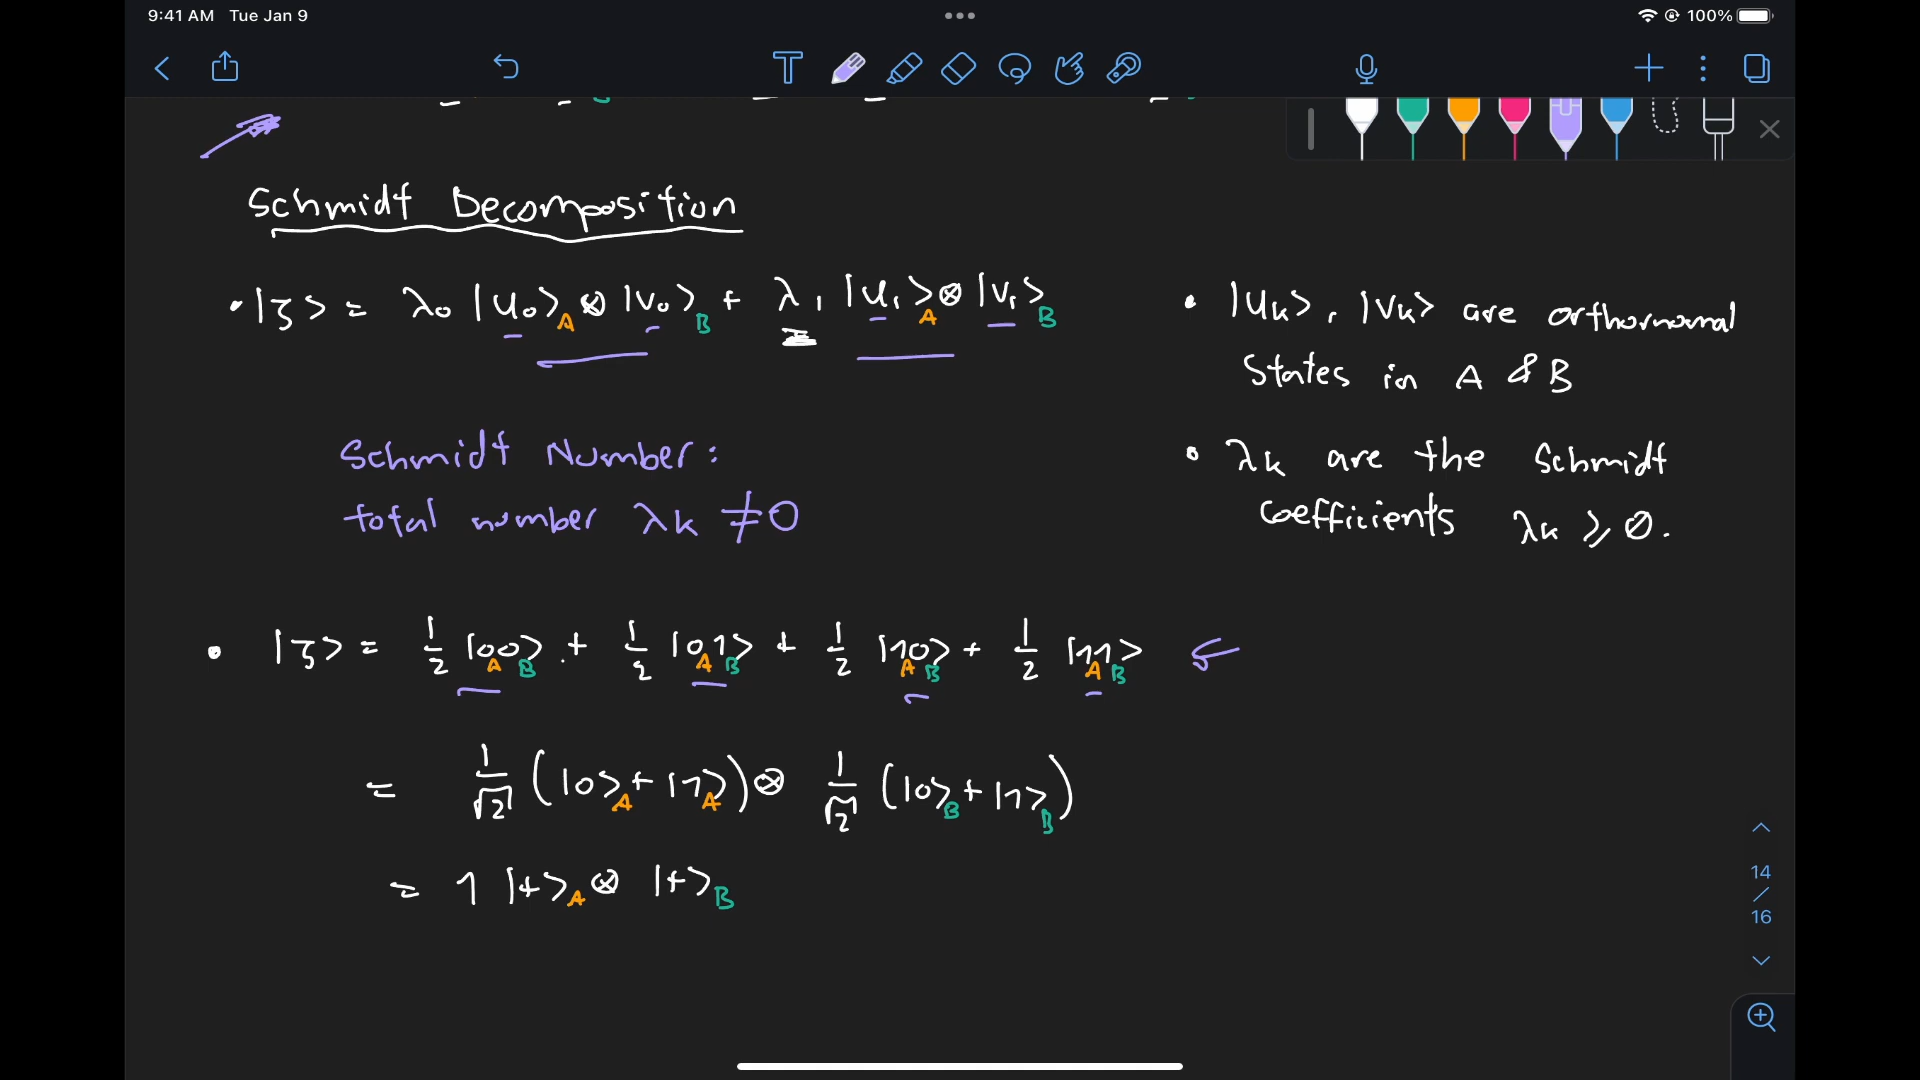 9:41 AM Tue Jan 9
100%
Schmidt Decomposition
• |ζ> = λ₀ |u₀>_A ⊗ |v₀>_B + λ₁ |u₁>_A ⊗ |v₁>_B
• |uₖ>, |vₖ> are orthornomal
States in A & B
Schmidt Number:
total number λₖ ≠ 0
• λₖ are the Schmidt
coefficients λₖ ⩾ 0.
• |ζ> = 1/2 |00>_AB + 1/2 |01>_AB + 1/2 |10>_AB + 1/2 |11>_AB
= 1/√2 (|0>_A + |1>_A) ⊗ 1/√2 (|0>_B + |1>_B)
= 1 |+>_A ⊗ |+>_B
14
/
16